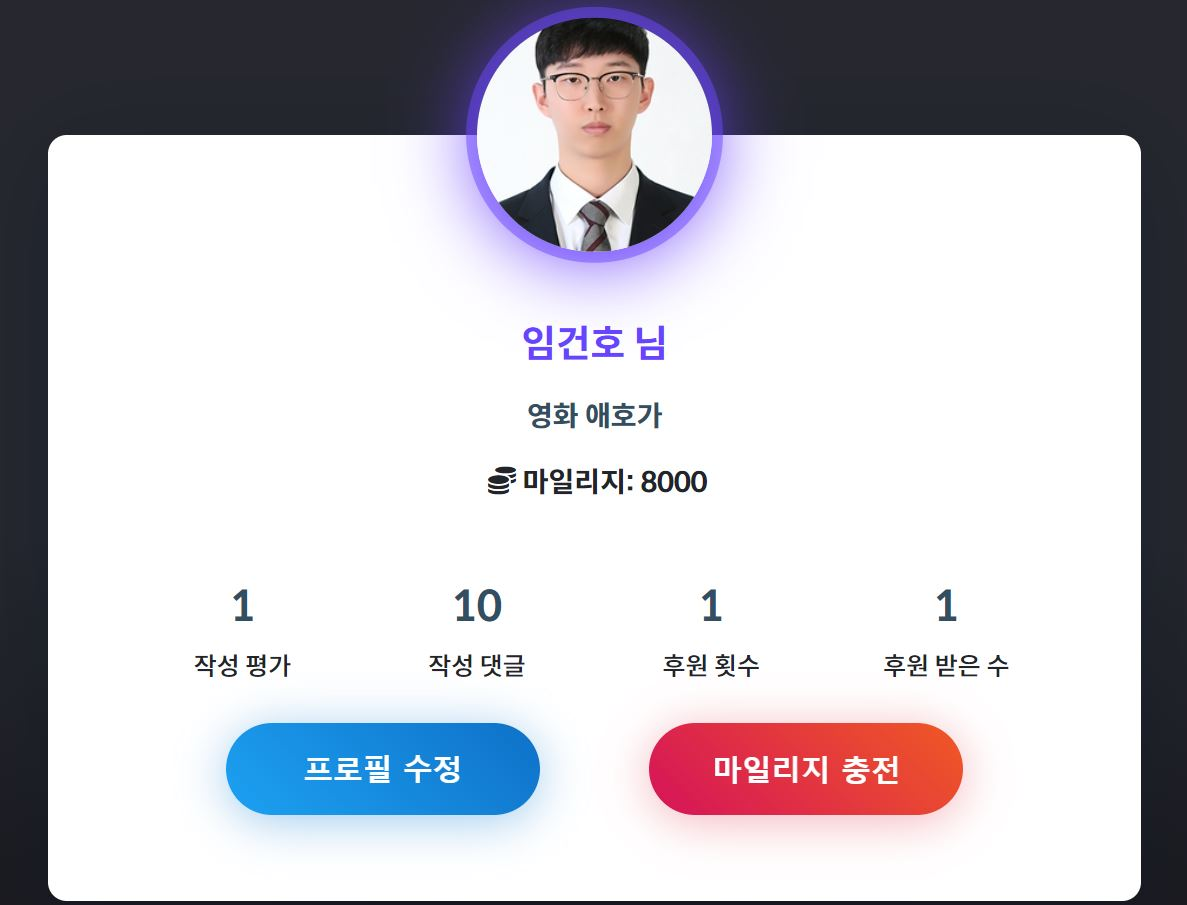 임건호 님
영화 애호가
마일리지: 8000
1 10 1 1
작성 평가 작성 댓글 후원 횟수 후원 받은 수
프로필 수정 마일리지 충전